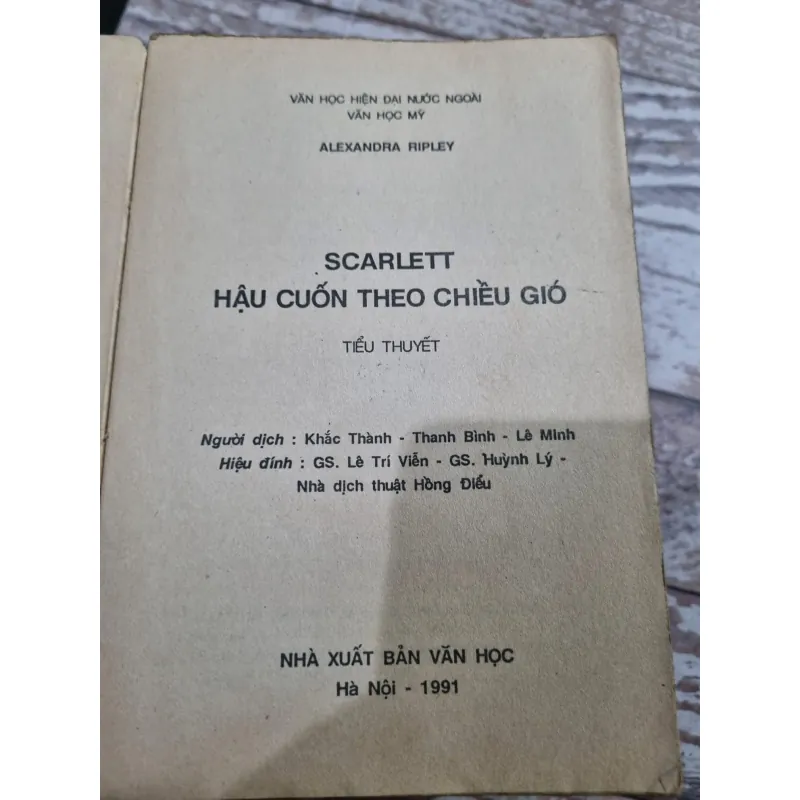 VĂN HỌC HIỆN ĐẠI NƯỚC NGOÀI
VĂN HỌC MỸ
ALEXANDRA RIPLEY
SCARLETT
HẬU CUỐN THEO CHIỀU GIÓ
TIỂU THUYẾT
Người dịch : Khắc Thành - Thanh Bình - Lê Minh
Hiệu đính : GS. Lê Trí Viễn - GS. Huỳnh Lý -
Nhà dịch thuật Hồng Điểu
NHÀ XUẤT BẢN VĂN HỌC
Hà Nội - 1991